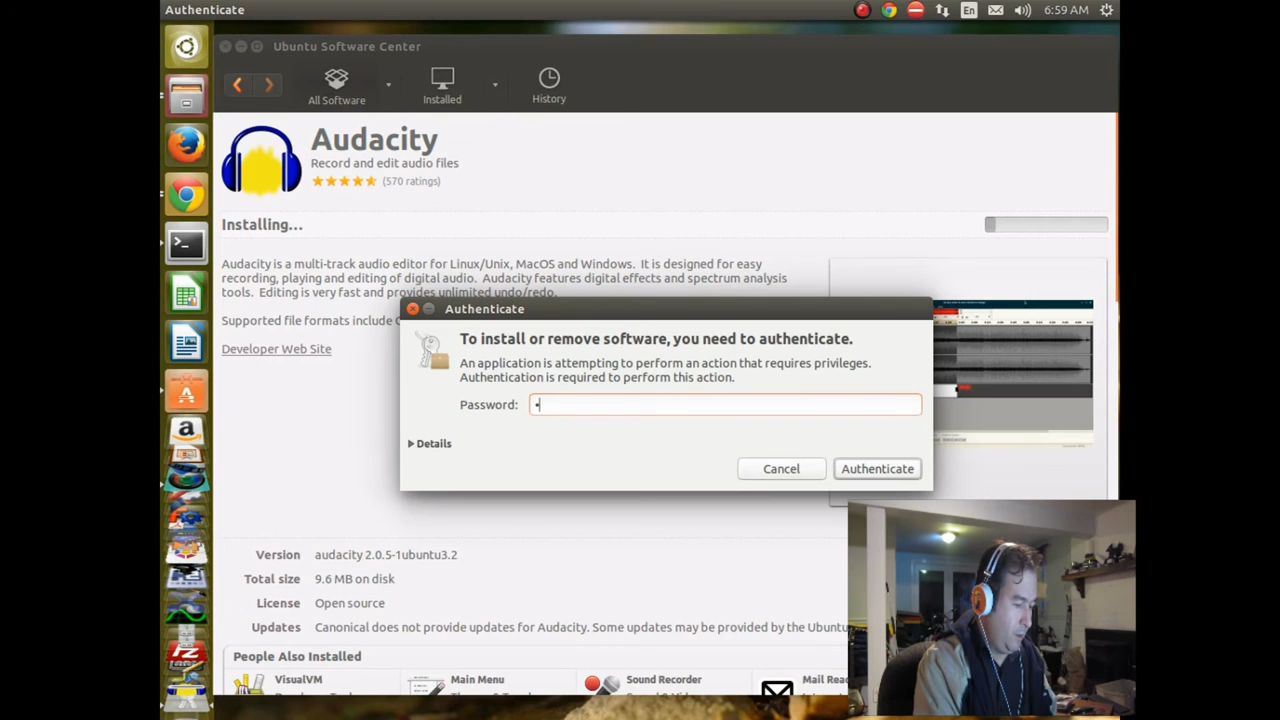 Authenticate
En
6:59 AM
Ubuntu Software Center
All Software
Installed
History
Audacity
Record and edit audio files
(570 ratings)
Installing...
Audacity is a multi-track audio editor for Linux/Unix, MacOS and Windows. It is designed for easy
recording, playing and editing of digital audio. Audacity features digital effects and spectrum analysis
tools. Editing is very fast and provides unlimited undo/redo.
Supported file formats include
Developer Web Site
Authenticate
To install or remove software, you need to authenticate.
An application is attempting to perform an action that requires privileges.
Authentication is required to perform this action.
Password:
Details
Cancel
Authenticate
Version audacity 2.0.5-1ubuntu3.2
Total size 9.6 MB on disk
License Open source
Updates Canonical does not provide updates for Audacity. Some updates may be provided by the Ubuntu
People Also Installed
VisualVM
Main Menu
Sound Recorder
Mail Rea